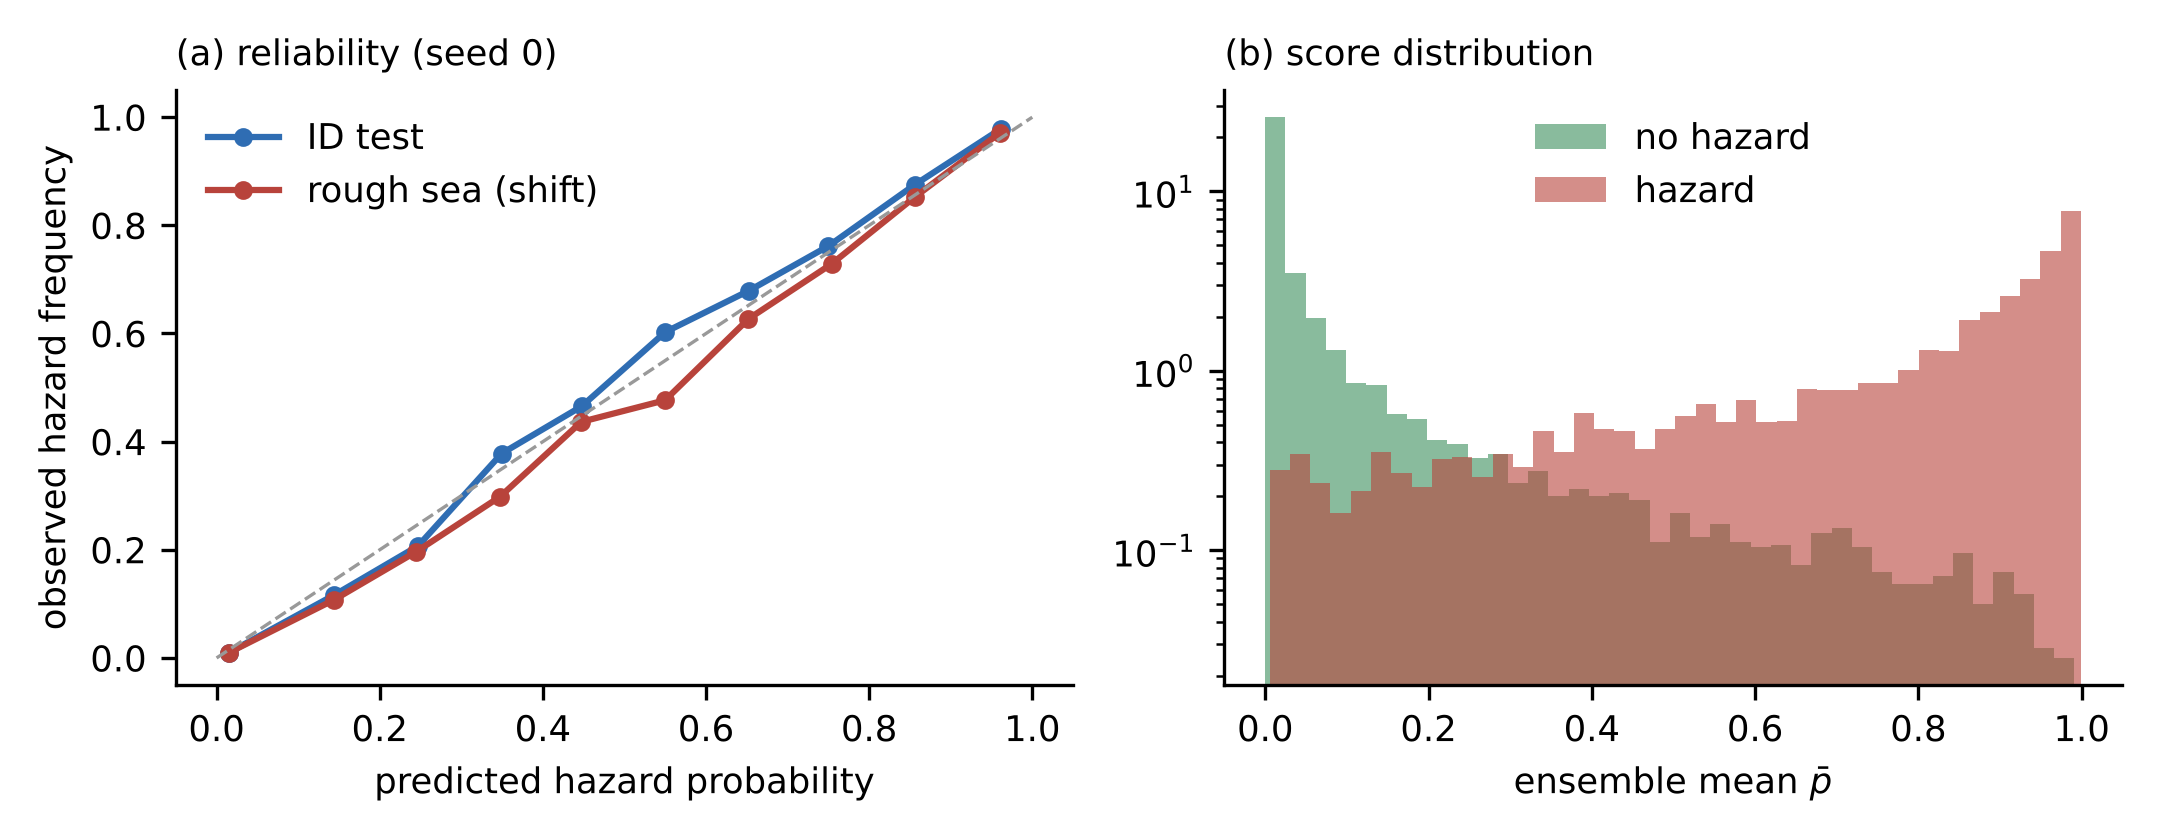 (a) reliability (seed 0)
ID test
rough sea (shift)
observed hazard frequency
1.0
0.8
0.6
0.4
0.2
0.0
0.0 0.2 0.4 0.6 0.8 1.0
predicted hazard probability
(b) score distribution
no hazard
hazard
10¹
10⁰
10⁻¹
0.0 0.2 0.4 0.6 0.8 1.0
ensemble mean p̄